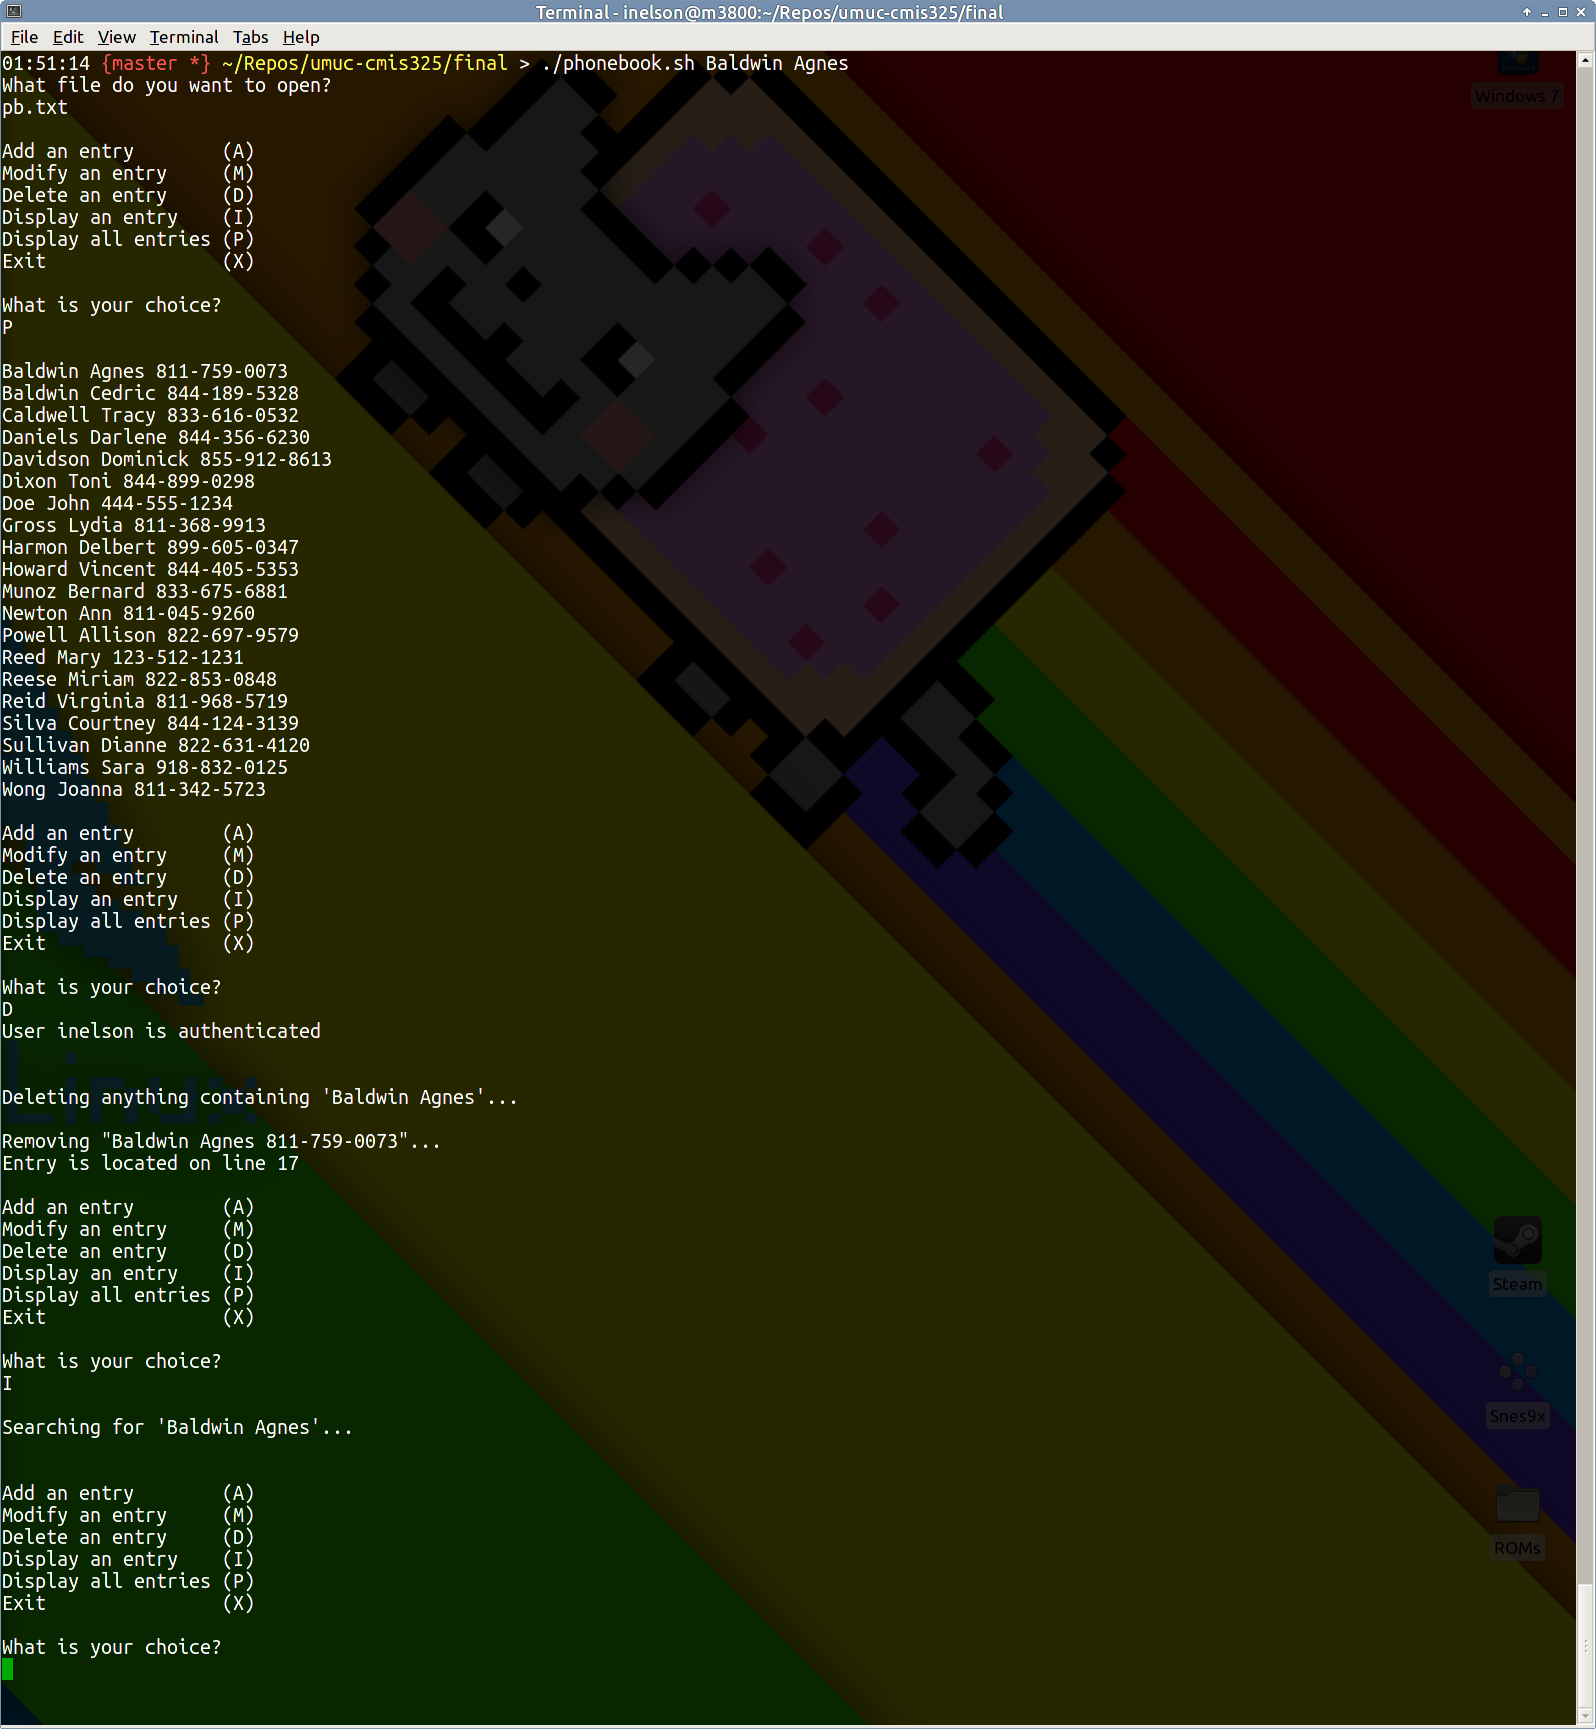 Terminal - inelson@m3800:~/Repos/umuc-cmis325/final
File Edit View Terminal Tabs Help
01:51:14 {master *} ~/Repos/umuc-cmis325/final > ./phonebook.sh Baldwin Agnes
What file do you want to open?
pb.txt
Add an entry (A)
Modify an entry (M)
Delete an entry (D)
Display an entry (I)
Display all entries (P)
Exit (X)
What is your choice?
P
Baldwin Agnes 811-759-0073
Baldwin Cedric 844-189-5328
Caldwell Tracy 833-616-0532
Daniels Darlene 844-356-6230
Davidson Dominick 855-912-8613
Dixon Toni 844-899-0298
Doe John 444-555-1234
Gross Lydia 811-368-9913
Harmon Delbert 899-605-0347
Howard Vincent 844-405-5353
Munoz Bernard 833-675-6881
Newton Ann 811-045-9260
Powell Allison 822-697-9579
Reed Mary 123-512-1231
Reese Miriam 822-853-0848
Reid Virginia 811-968-5719
Silva Courtney 844-124-3139
Sullivan Dianne 822-631-4120
Williams Sara 918-832-0125
Wong Joanna 811-342-5723
Add an entry (A)
Modify an entry (M)
Delete an entry (D)
Display an entry (I)
Display all entries (P)
Exit (X)
What is your choice?
D
User inelson is authenticated
Deleting anything containing 'Baldwin Agnes'...
Removing "Baldwin Agnes 811-759-0073"...
Entry is located on line 17
Add an entry (A)
Modify an entry (M)
Delete an entry (D)
Display an entry (I)
Display all entries (P)
Exit (X)
What is your choice?
I
Searching for 'Baldwin Agnes'...
Add an entry (A)
Modify an entry (M)
Delete an entry (D)
Display an entry (I)
Display all entries (P)
Exit (X)
What is your choice?
Windows 7
Linux
Steam
Snes9x
ROMs